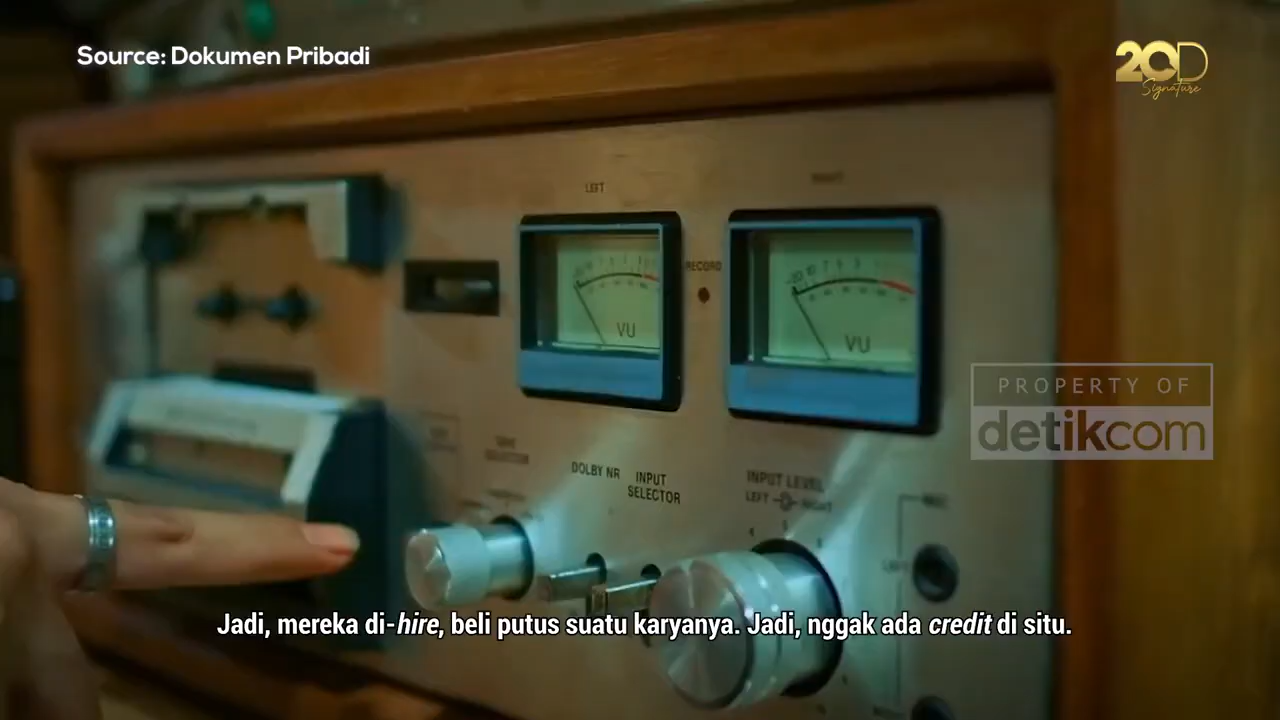 Source: Dokumen Pribadi
20D
Signature
LEFT
RIGHT
RECORD
VU
VU
PROPERTY OF
detikcom
DOLBY NR
INPUT
SELECTOR
INPUT LEVEL
LEFT
RIGHT
Jadi, mereka di-hire, beli putus suatu karyanya. Jadi, nggak ada credit di situ.